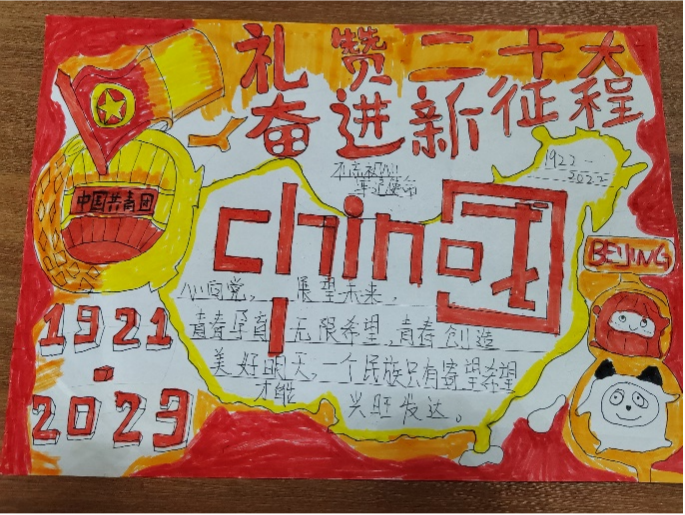 礼赞二十大
奋进新征程
不忘初心
牢记使命
1922
2022
中国共青团
chin国
BEIJING
心向党，展望未来，
青春孕育无限希望,青春创造
美好明天,一个民族只有寄望希望
才能兴旺发达。
1921
-
2023